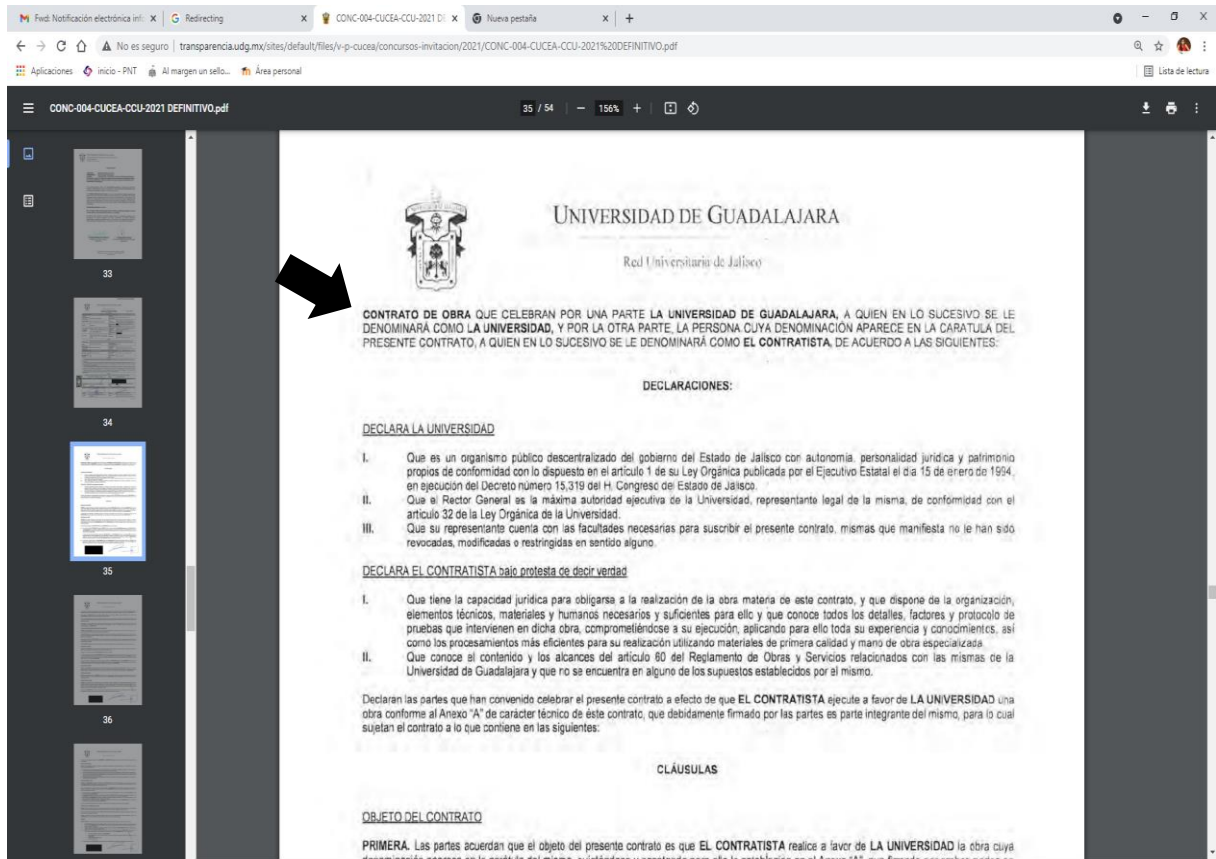 Fwd: Notificación electrónica inf
Redirecting
CONC-004-CUCEA-CCU-2021 DE
Nueva pestaña
No es seguro | transparencia.udg.mx/sites/default/files/v-p-cucea/concursos-invitacion/2021/CONC-004-CUCEA-CCU-2021%20DEFINITIVO.pdf
Aplicaciones inicio - PNT Al margen un sello... Área personal Lista de lectura
CONC-004-CUCEA-CCU-2021 DEFINITIVO.pdf
35 / 54 | − 156% +
33
34
35
36
UNIVERSIDAD DE GUADALAJARA
Red Universitaria de Jalisco
CONTRATO DE OBRA QUE CELEBRAN POR UNA PARTE LA UNIVERSIDAD DE GUADALAJARA, A QUIEN EN LO SUCESIVO SE LE
DENOMINARÁ COMO LA UNIVERSIDAD, Y POR LA OTRA PARTE, LA PERSONA CUYA DENOMINACIÓN APARECE EN LA CARATULA DEL
PRESENTE CONTRATO, A QUIEN EN LO SUCESIVO SE LE DENOMINARÁ COMO EL CONTRATISTA, DE ACUERDO A LAS SIGUIENTES:
DECLARACIONES:
DECLARA LA UNIVERSIDAD
I. Que es un organismo público descentralizado del gobierno del Estado de Jalisco con autonomía, personalidad jurídica y patrimonio
propios de conformidad con lo dispuesto en el artículo 1 de su Ley Orgánica publicada por el Ejecutivo Estatal el día 15 de enero de 1994,
en ejecución del Decreto número 15,319 del H. Congreso del Estado de Jalisco.
II. Que el Rector General es la máxima autoridad ejecutiva de la Universidad, representante legal de la misma, de conformidad con el
artículo 32 de la Ley Orgánica de la Universidad.
III. Que su representante cuenta con las facultades necesarias para suscribir el presente contrato, mismas que manifiesta no le han sido
revocadas, modificadas o restringidas en sentido alguno.
DECLARA EL CONTRATISTA bajo protesta de decir verdad
I. Que tiene la capacidad jurídica para obligarse a la realización de la obra materia de este contrato, y que dispone de la organización,
elementos técnicos, materiales y humanos necesarios y suficientes para ello y que conoce todos los detalles, factores y protocolo de
pruebas que intervienen en dicha obra, comprometiéndose a su ejecución, aplicando para ello toda su experiencia y conocimientos, así
como los procesamientos más eficientes para su realización utilizando materiales de primera calidad y mano de obra especializada.
II. Que conoce el contenido y los alcances del artículo 60 del Reglamento de Obras y Servicios relacionados con las mismas de la
Universidad de Guadalajara y que no se encuentra en alguno de los supuestos establecidos por el mismo.
Declaran las partes que han convenido celebrar el presente contrato a efecto de que EL CONTRATISTA ejecute a favor de LA UNIVERSIDAD una
obra conforme al Anexo "A" de carácter técnico de éste contrato, que debidamente firmado por las partes es parte integrante del mismo, para lo cual
sujetan el contrato a lo que contiene en las siguientes:
CLÁUSULAS
OBJETO DEL CONTRATO
PRIMERA. Las partes acuerdan que el objeto del presente contrato es que EL CONTRATISTA realice a favor de LA UNIVERSIDAD la obra cuya